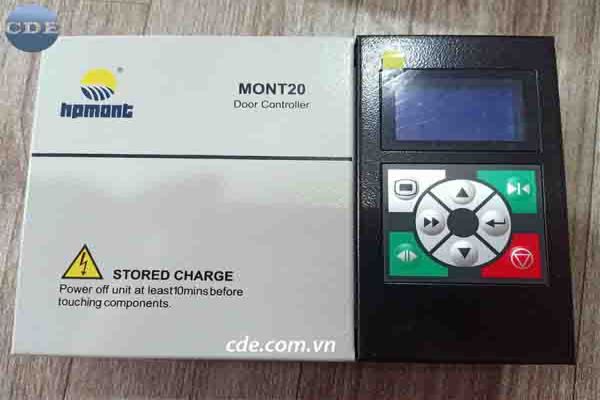 CDE
hpmont®
MONT20
Door Controller
STORED CHARGE
Power off unit at least10mins before
touching components.
cde.com.vn